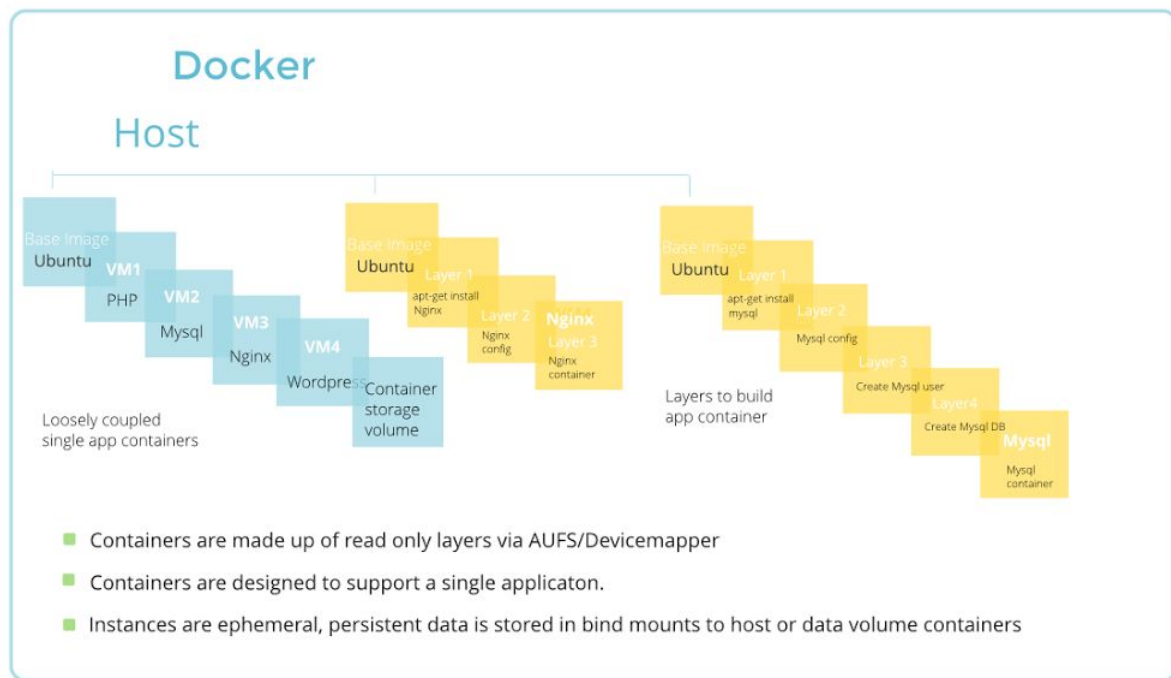 Docker
Host
Base Image
Ubuntu
VM1
PHP
VM2
Mysql
VM3
Nginx
VM4
Wordpress
Container
storage
volume
Loosely coupled
single app containers
Base Image
Ubuntu
Layer 1
apt-get install
Nginx
Layer 2
Nginx
config
Nginx
Layer 3
Nginx
container
Base Image
Ubuntu
Layer 1
apt-get install
mysql
Layer 2
Mysql config
Layer 3
Create Mysql user
Layer4
Create Mysql DB
Mysql
Mysql
container
Layers to build
app container
Containers are made up of read only layers via AUFS/Devicemapper
Containers are designed to support a single applicaton.
Instances are ephemeral, persistent data is stored in bind mounts to host or data volume containers